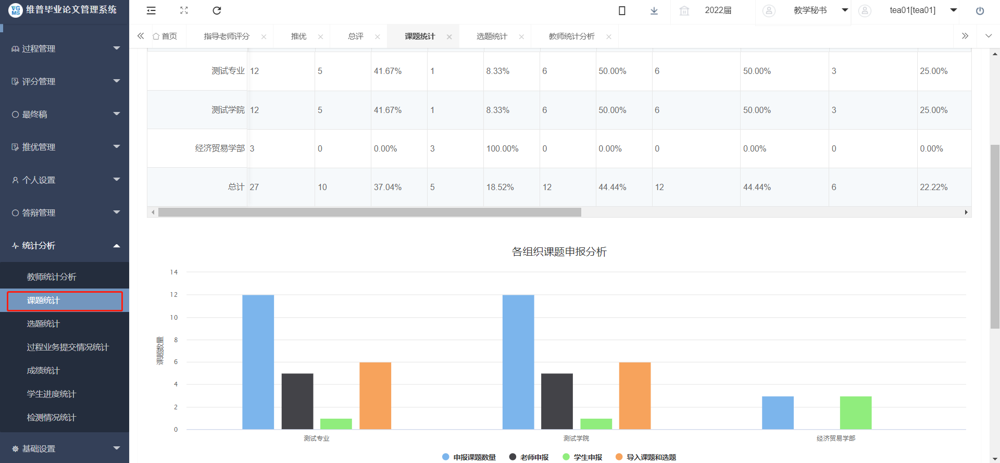 VG MS 维普毕业论文管理系统
2022届 教学秘书 tea01[tea01]
首页 指导老师评分 推优 总评 课题统计 选题统计 教师统计分析
过程管理
评分管理
最终稿
推优管理
个人设置
答辩管理
统计分析
教师统计分析
课题统计
选题统计
过程业务提交情况统计
成绩统计
学生进度统计
检测情况统计
基础设置
测试专业 12 5 41.67% 1 8.33% 6 50.00% 6 50.00% 3 25.00%
测试学院 12 5 41.67% 1 8.33% 6 50.00% 6 50.00% 3 25.00%
经济贸易学部 3 0 0.00% 3 100.00% 0 0.00% 0 0.00% 0 0.00%
总计 27 10 37.04% 5 18.52% 12 44.44% 12 44.44% 6 22.22%
各组织课题申报分析
课题数量
14
12
10
8
6
4
2
0
测试专业 测试学院 经济贸易学部
申报课题数量 老师申报 学生申报 导入课题和选题